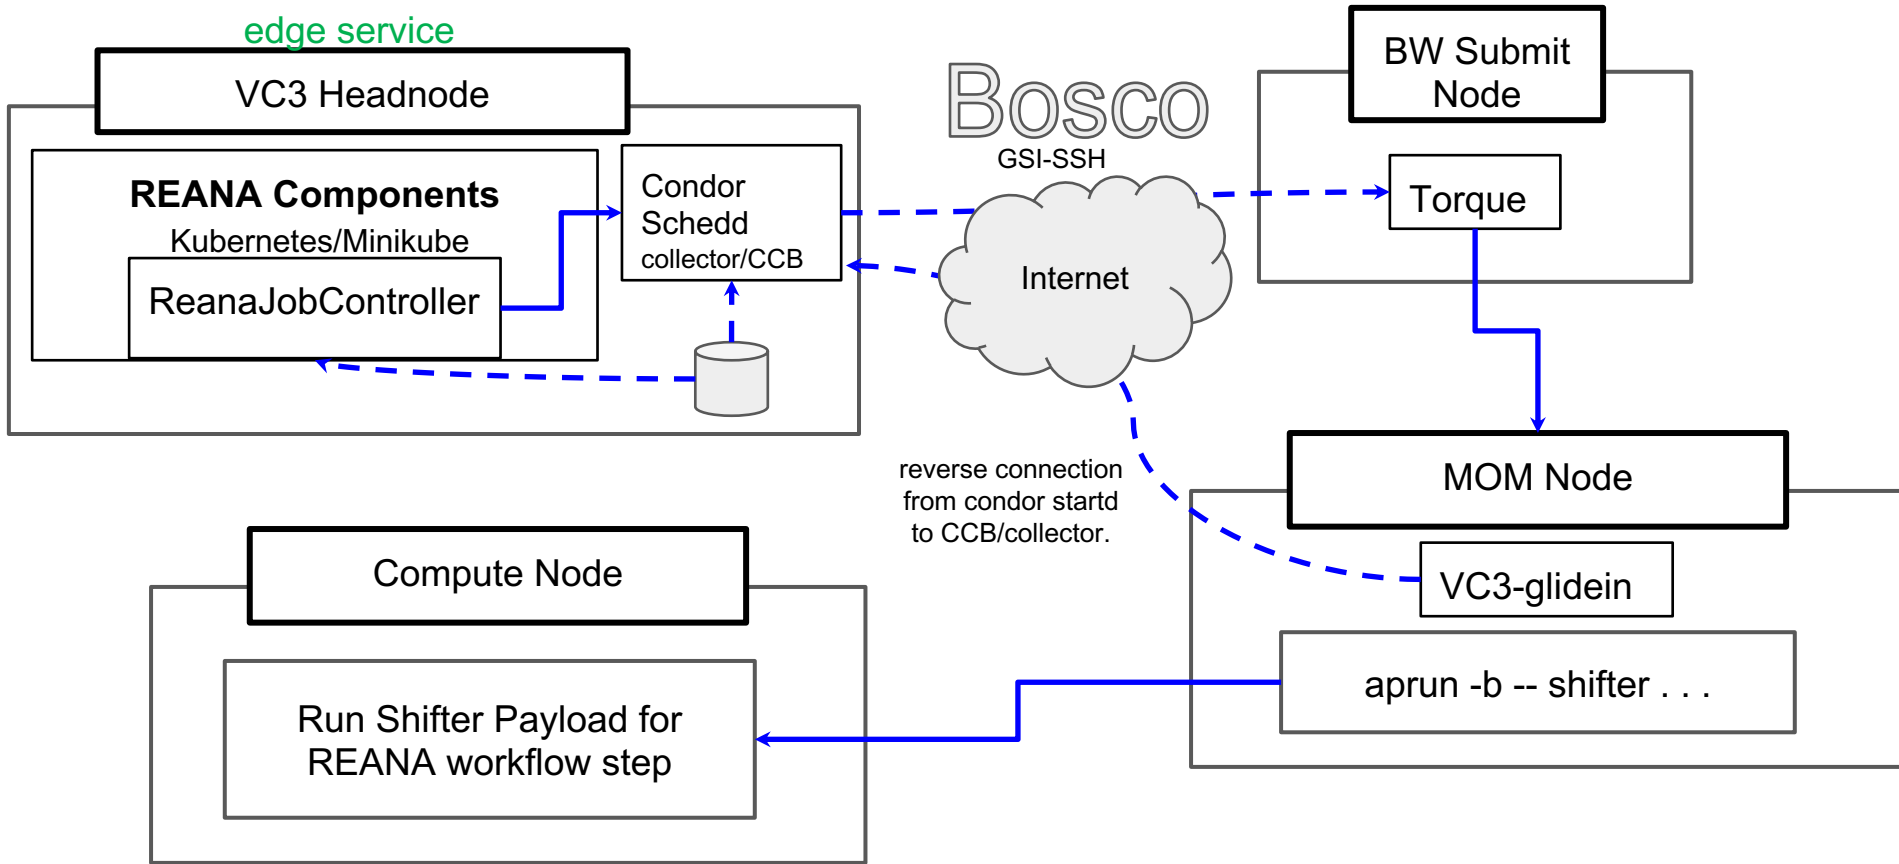 edge service
VC3 Headnode
REANA Components
Kubernetes/Minikube
ReanaJobController
Condor
Schedd
collector/CCB
Bosco
GSI-SSH
Internet
BW Submit
Node
Torque
reverse connection
from condor startd
to CCB/collector.
MOM Node
VC3-glidein
aprun -b -- shifter . . .
Compute Node
Run Shifter Payload for
REANA workflow step